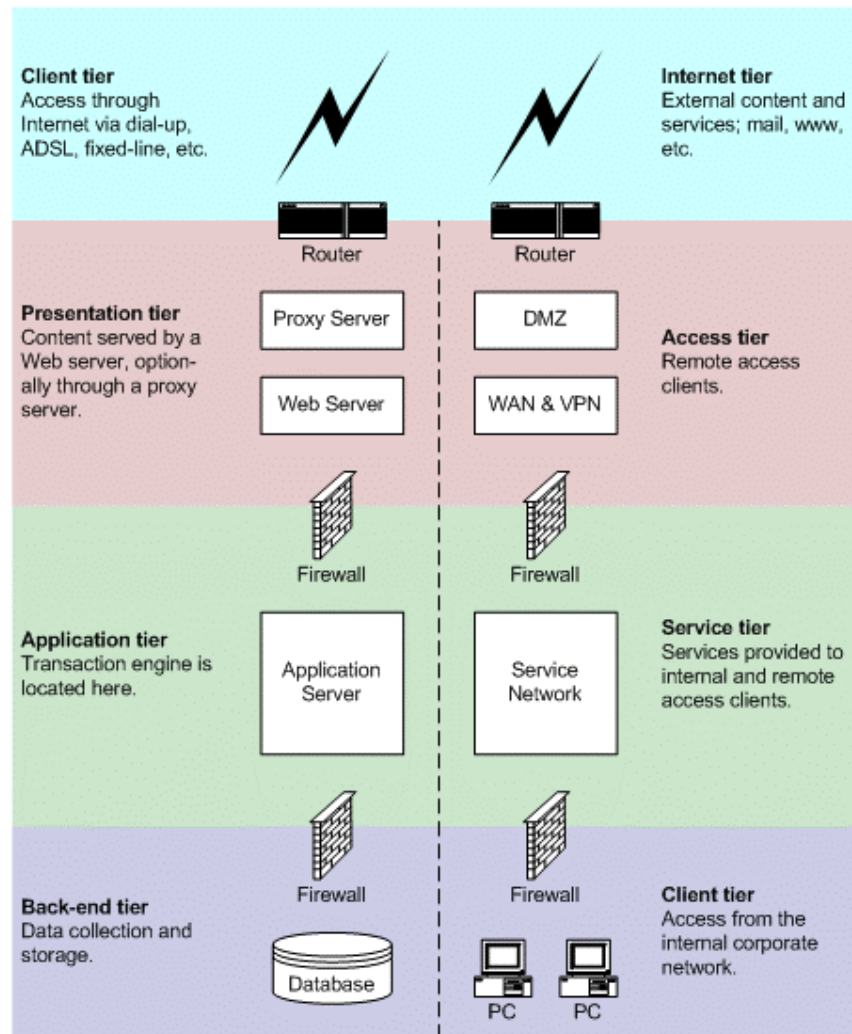 Client tier
Access through
Internet via dial-up,
ADSL, fixed-line, etc.
Internet tier
External content and
services; mail, www,
etc.
Router
Router
Presentation tier
Content served by a
Web server, option-
ally through a proxy
server.
Proxy Server
Web Server
DMZ
WAN & VPN
Access tier
Remote access
clients.
Firewall
Firewall
Application tier
Transaction engine is
located here.
Application
Server
Service
Network
Service tier
Services provided to
internal and remote
access clients.
Firewall
Firewall
Back-end tier
Data collection and
storage.
Database
PC
PC
Client tier
Access from the
internal corporate
network.